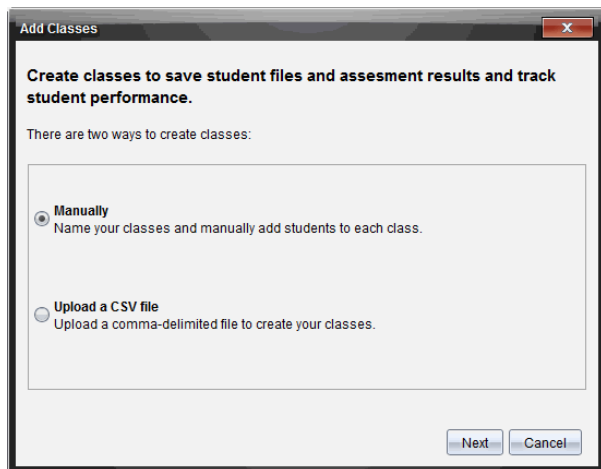 Add Classes
X
Create classes to save student files and assesment results and track
student performance.
There are two ways to create classes:
Manually
Name your classes and manually add students to each class.
Upload a CSV file
Upload a comma-delimited file to create your classes.
Next Cancel